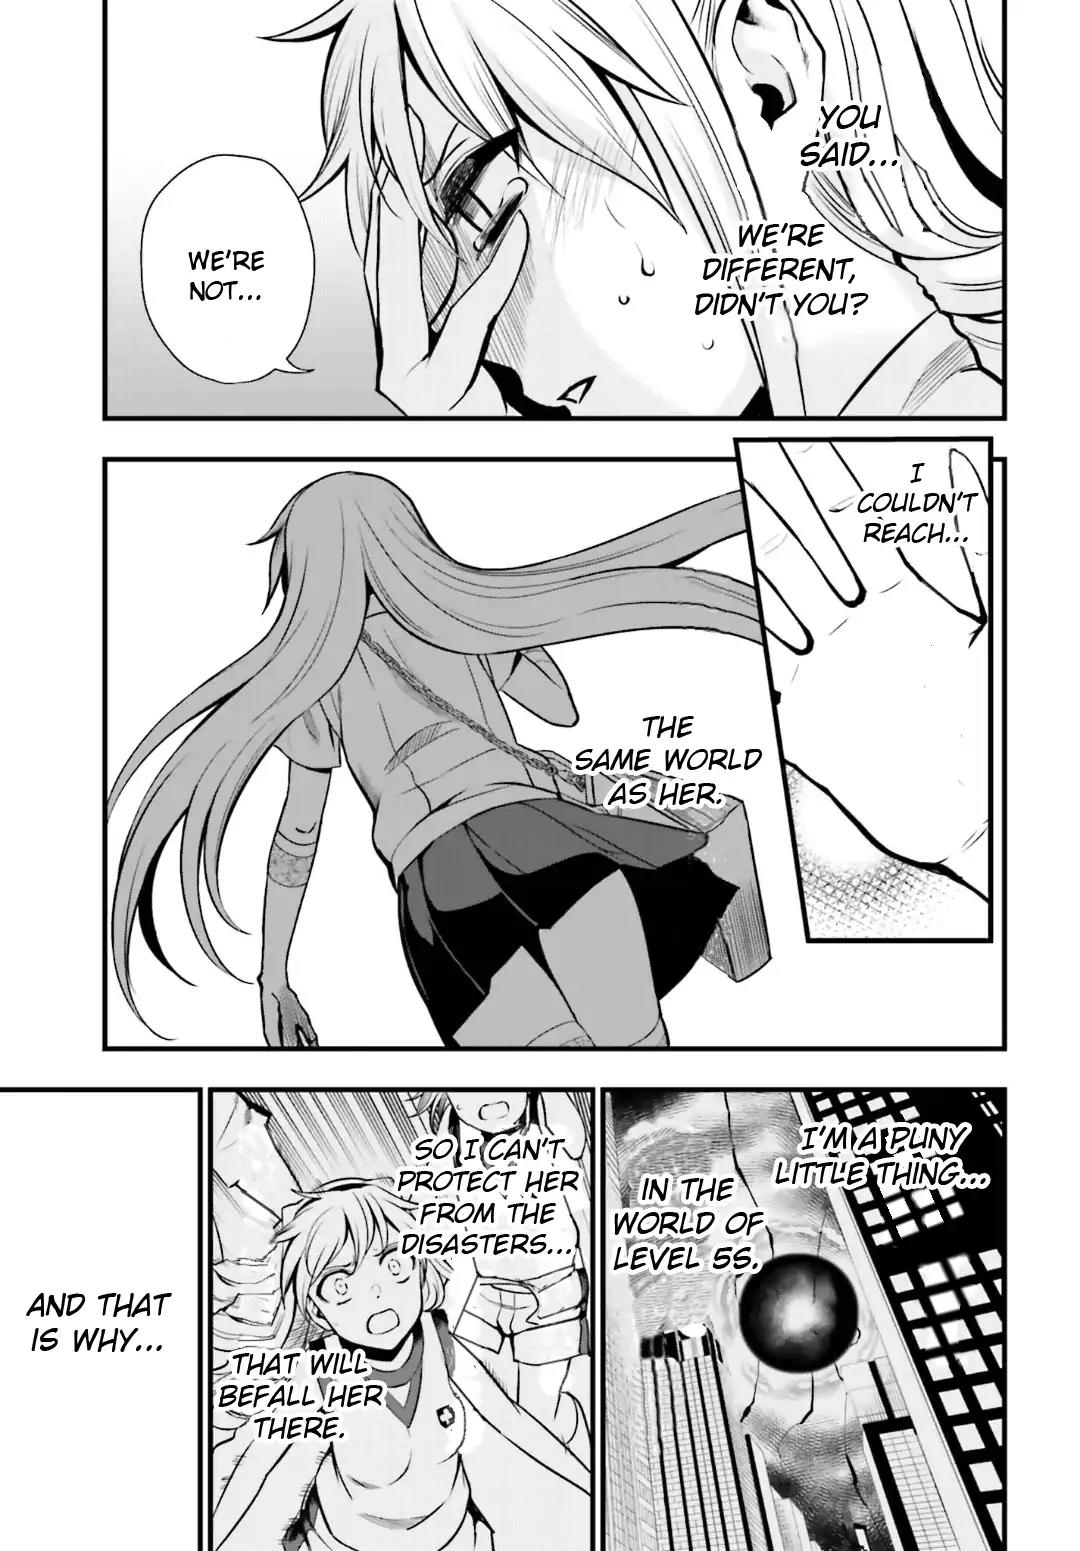 YOU
SAID...
WE'RE
DIFFERENT,
DIDN'T YOU?
WE'RE
NOT...
I
COULDN'T
REACH...
THE
SAME WORLD
AS HER.
I'M A PUNY
LITTLE THING...
IN THE
WORLD OF
LEVEL 5S.
SO I CAN'T
PROTECT HER
FROM THE
DISASTERS...
THAT WILL
BEFALL HER
THERE.
AND THAT
IS WHY...